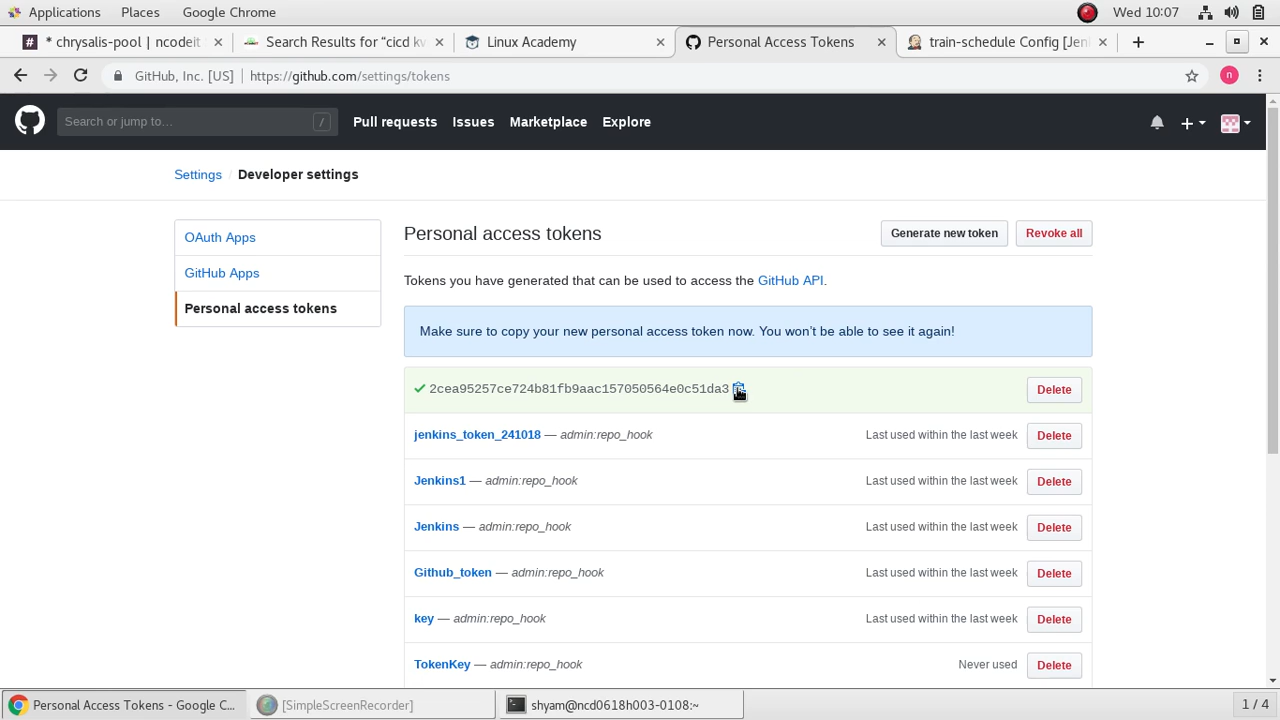 Applications Places Google Chrome Wed 10:07
* chrysalis-pool | ncodeit Search Results for “cicd kv Linux Academy Personal Access Tokens train-schedule Config [Jen
GitHub, Inc. [US] https://github.com/settings/tokens n
Search or jump to… / Pull requests Issues Marketplace Explore
Settings / Developer settings
OAuth Apps
GitHub Apps
Personal access tokens
Personal access tokens Generate new token Revoke all
Tokens you have generated that can be used to access the GitHub API.
Make sure to copy your new personal access token now. You won’t be able to see it again!
2cea95257ce724b81fb9aac157050564e0c51da3 Delete
jenkins_token_241018 — admin:repo_hook Last used within the last week Delete
Jenkins1 — admin:repo_hook Last used within the last week Delete
Jenkins — admin:repo_hook Last used within the last week Delete
Github_token — admin:repo_hook Last used within the last week Delete
key — admin:repo_hook Last used within the last week Delete
TokenKey — admin:repo_hook Never used Delete
Personal Access Tokens - Google C... [SimpleScreenRecorder] shyam@ncd0618h003-0108:~ 1 / 4